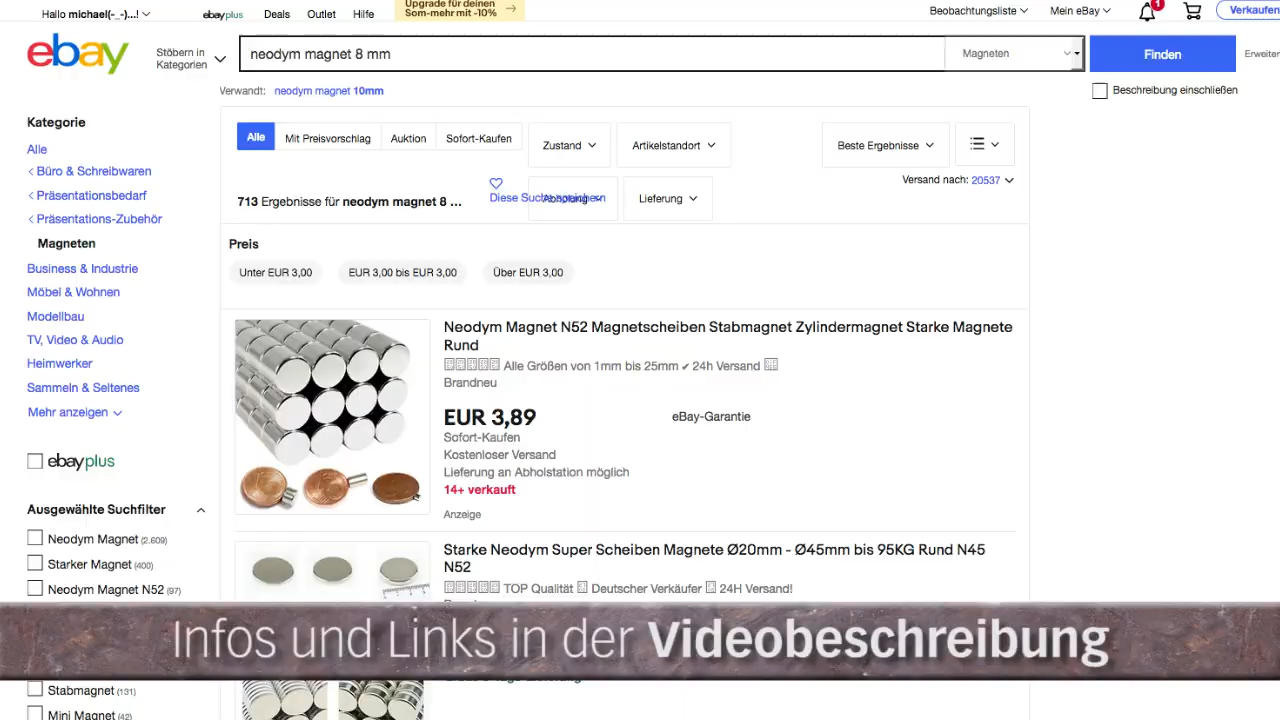 Hallo michael(-_-)...!
ebayplus
Deals
Outlet
Hilfe
Upgrade für deinen
Som-mehr mit -10%
Beobachtungsliste
Mein eBay
1
Verkaufen
ebay
Stöbern in
Kategorien
neodym magnet 8 mm
Magneten
Finden
Erweiter
Verwandt: neodym magnet 10mm
Beschreibung einschließen
Kategorie
Alle
Büro & Schreibwaren
Präsentationsbedarf
Präsentations-Zubehör
Magneten
Business & Industrie
Möbel & Wohnen
Modellbau
TV, Video & Audio
Heimwerker
Sammeln & Seltenes
Mehr anzeigen
ebayplus
Ausgewählte Suchfilter
Neodym Magnet (2.609)
Starker Magnet (400)
Neodym Magnet N52 (97)
Stabmagnet (131)
Mini Magnet (42)
Alle
Mit Preisvorschlag
Auktion
Sofort-Kaufen
Zustand
Artikelstandort
Beste Ergebnisse
Versand nach: 20537
713 Ergebnisse für neodym magnet 8 ...
Diese Suche speichern
Abholung
Lieferung
Preis
Unter EUR 3,00
EUR 3,00 bis EUR 3,00
Über EUR 3,00
Neodym Magnet N52 Magnetscheiben Stabmagnet Zylindermagnet Starke Magnete
Rund
Alle Größen von 1mm bis 25mm ✔ 24h Versand
Brandneu
EUR 3,89
eBay-Garantie
Sofort-Kaufen
Kostenloser Versand
Lieferung an Abholstation möglich
14+ verkauft
Anzeige
Starke Neodym Super Scheiben Magnete Ø20mm - Ø45mm bis 95KG Rund N45
N52
TOP Qualität Deutscher Verkäufer 24H Versand!
Infos und Links in der Videobeschreibung